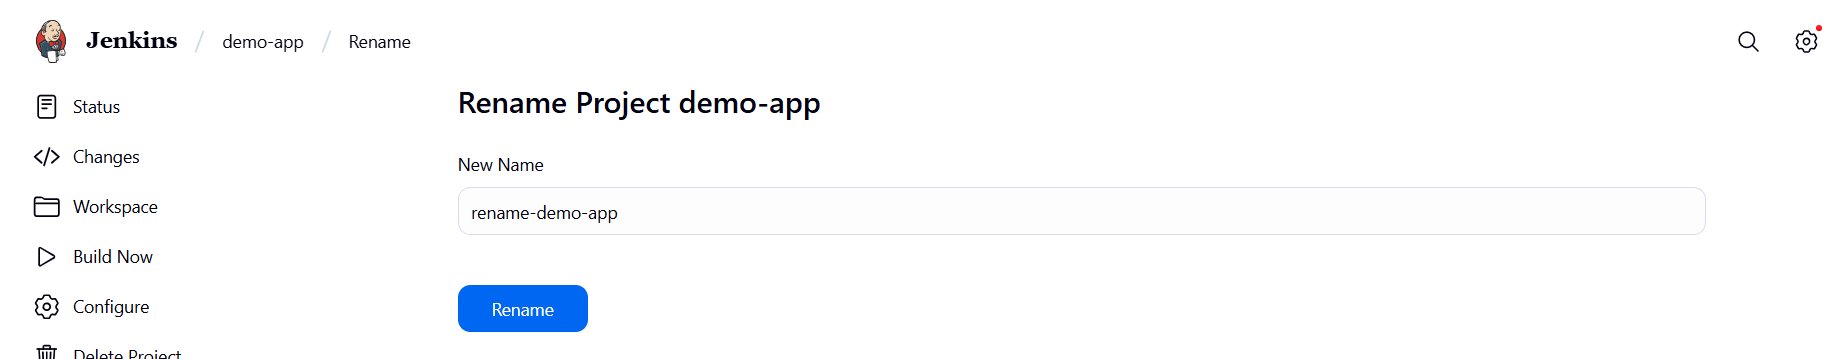 Jenkins / demo-app / Rename
Status
Changes
Workspace
Build Now
Configure
Delete Project
Rename Project demo-app
New Name
rename-demo-app
Rename